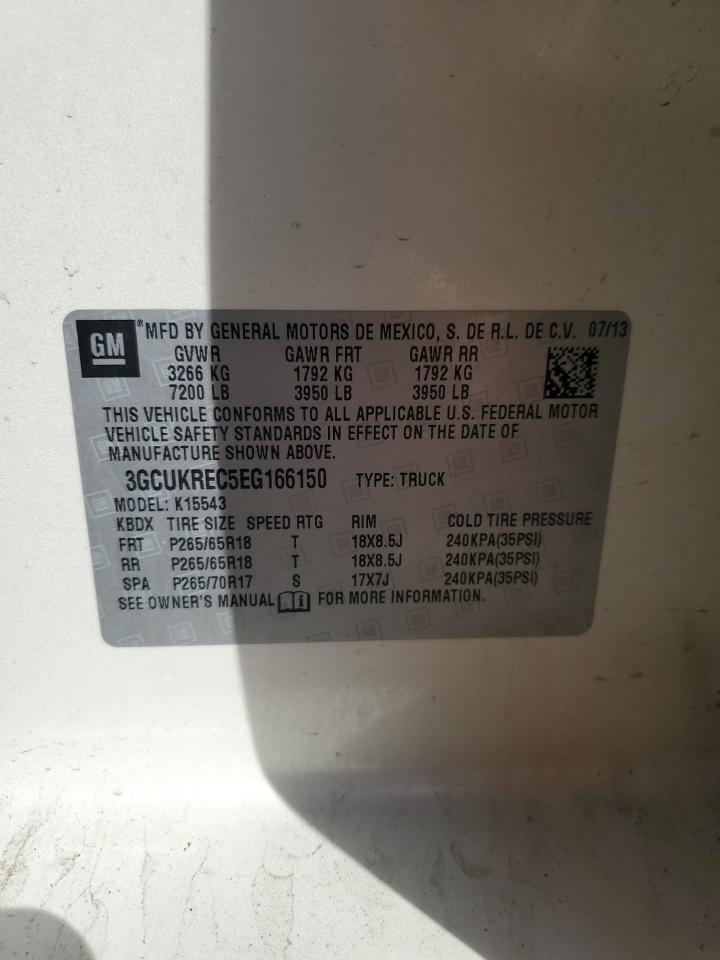 GM ® MFD BY GENERAL MOTORS DE MEXICO, S. DE R.L. DE C.V. 07/13
GVWR GAWR FRT GAWR RR
3266 KG 1792 KG 1792 KG
7200 LB 3950 LB 3950 LB
THIS VEHICLE CONFORMS TO ALL APPLICABLE U.S. FEDERAL MOTOR
VEHICLE SAFETY STANDARDS IN EFFECT ON THE DATE OF
MANUFACTURE SHOWN ABOVE.
3GCUKREC5EG166150 TYPE: TRUCK
MODEL: K15543
KBDX TIRE SIZE SPEED RTG RIM COLD TIRE PRESSURE
FRT P265/65R18 T 18X8.5J 240KPA(35PSI)
RR P265/65R18 T 18X8.5J 240KPA(35PSI)
SPA P265/70R17 S 17X7J 240KPA(35PSI)
SEE OWNER'S MANUAL i FOR MORE INFORMATION.